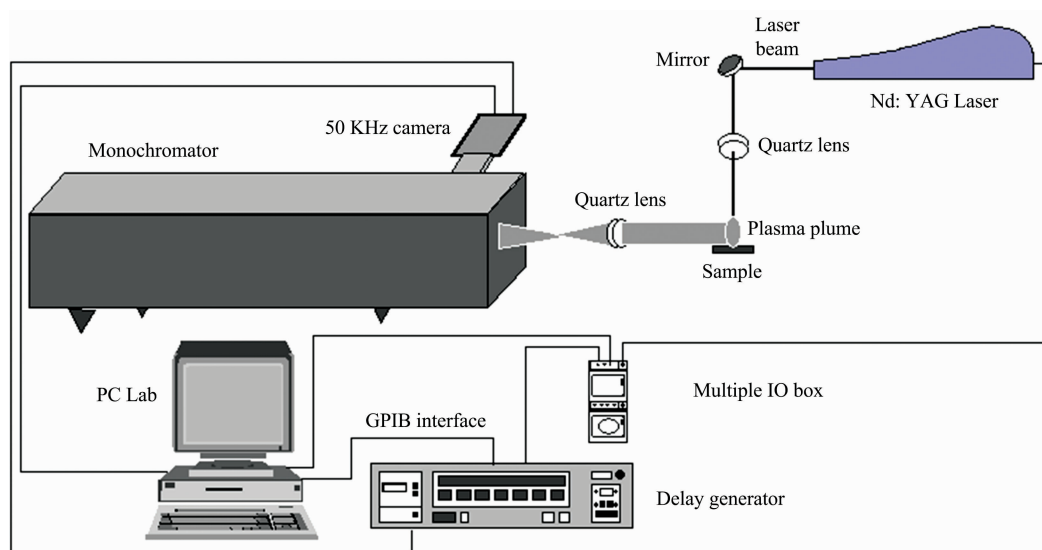 Laser
beam
Mirror
Nd: YAG Laser
50 KHz camera
Monochromator
Quartz lens
Quartz lens
Plasma plume
Sample
PC Lab
Multiple IO box
GPIB interface
Delay generator